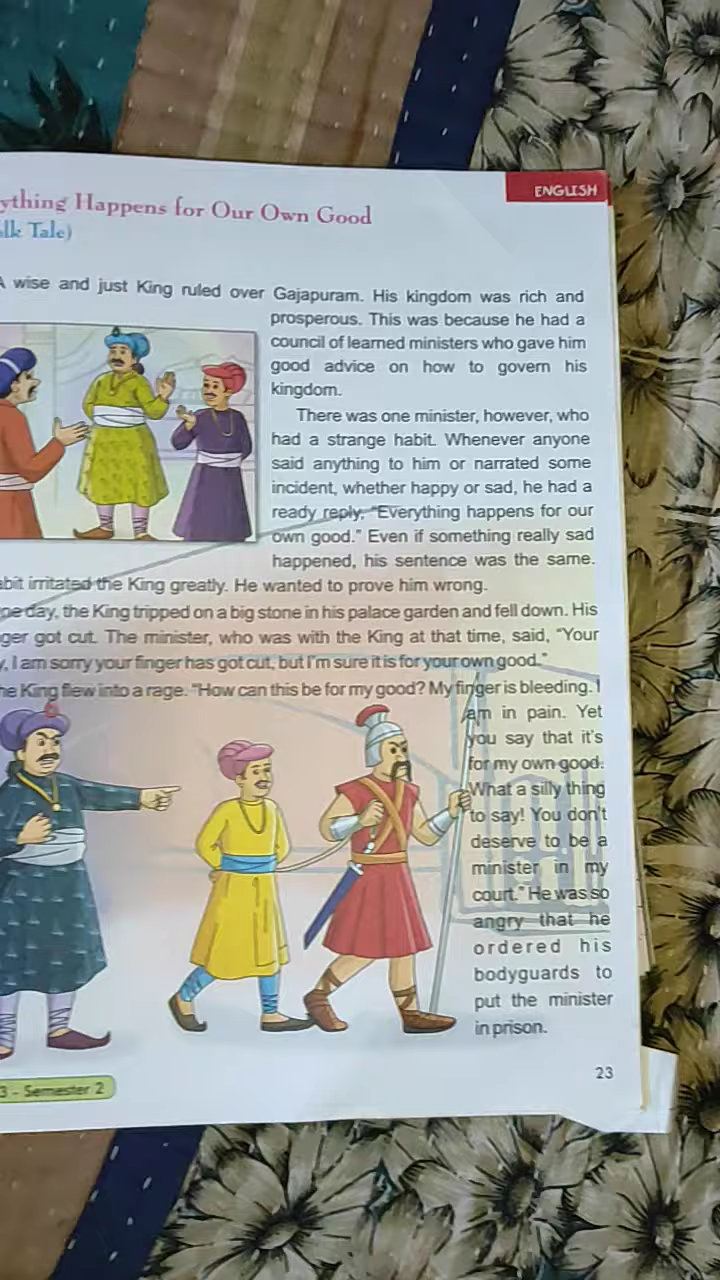 ENGLISH
ything Happens for Our Own Good
lk Tale)
A wise and just King ruled over Gajapuram. His kingdom was rich and
prosperous. This was because he had a
council of learned ministers who gave him
good advice on how to govern his
kingdom.
There was one minister, however, who
had a strange habit. Whenever anyone
said anything to him or narrated some
incident, whether happy or sad, he had a
ready reply, “Everything happens for our
own good.” Even if something really sad
happened, his sentence was the same.
abit irritated the King greatly. He wanted to prove him wrong.
ne day, the King tripped on a big stone in his palace garden and fell down. His
ger got cut. The minister, who was with the King at that time, said, “Your
y, I am sorry your finger has got cut, but I'm sure it is for your own good.”
he King flew into a rage. “How can this be for my good? My finger is bleeding. I
am in pain. Yet
you say that it's
for my own good.
What a silly thing
to say! You don't
deserve to be a
minister in my
court.” He was so
angry that he
ordered his
bodyguards to
put the minister
in prison.
23
3 - Semester 2